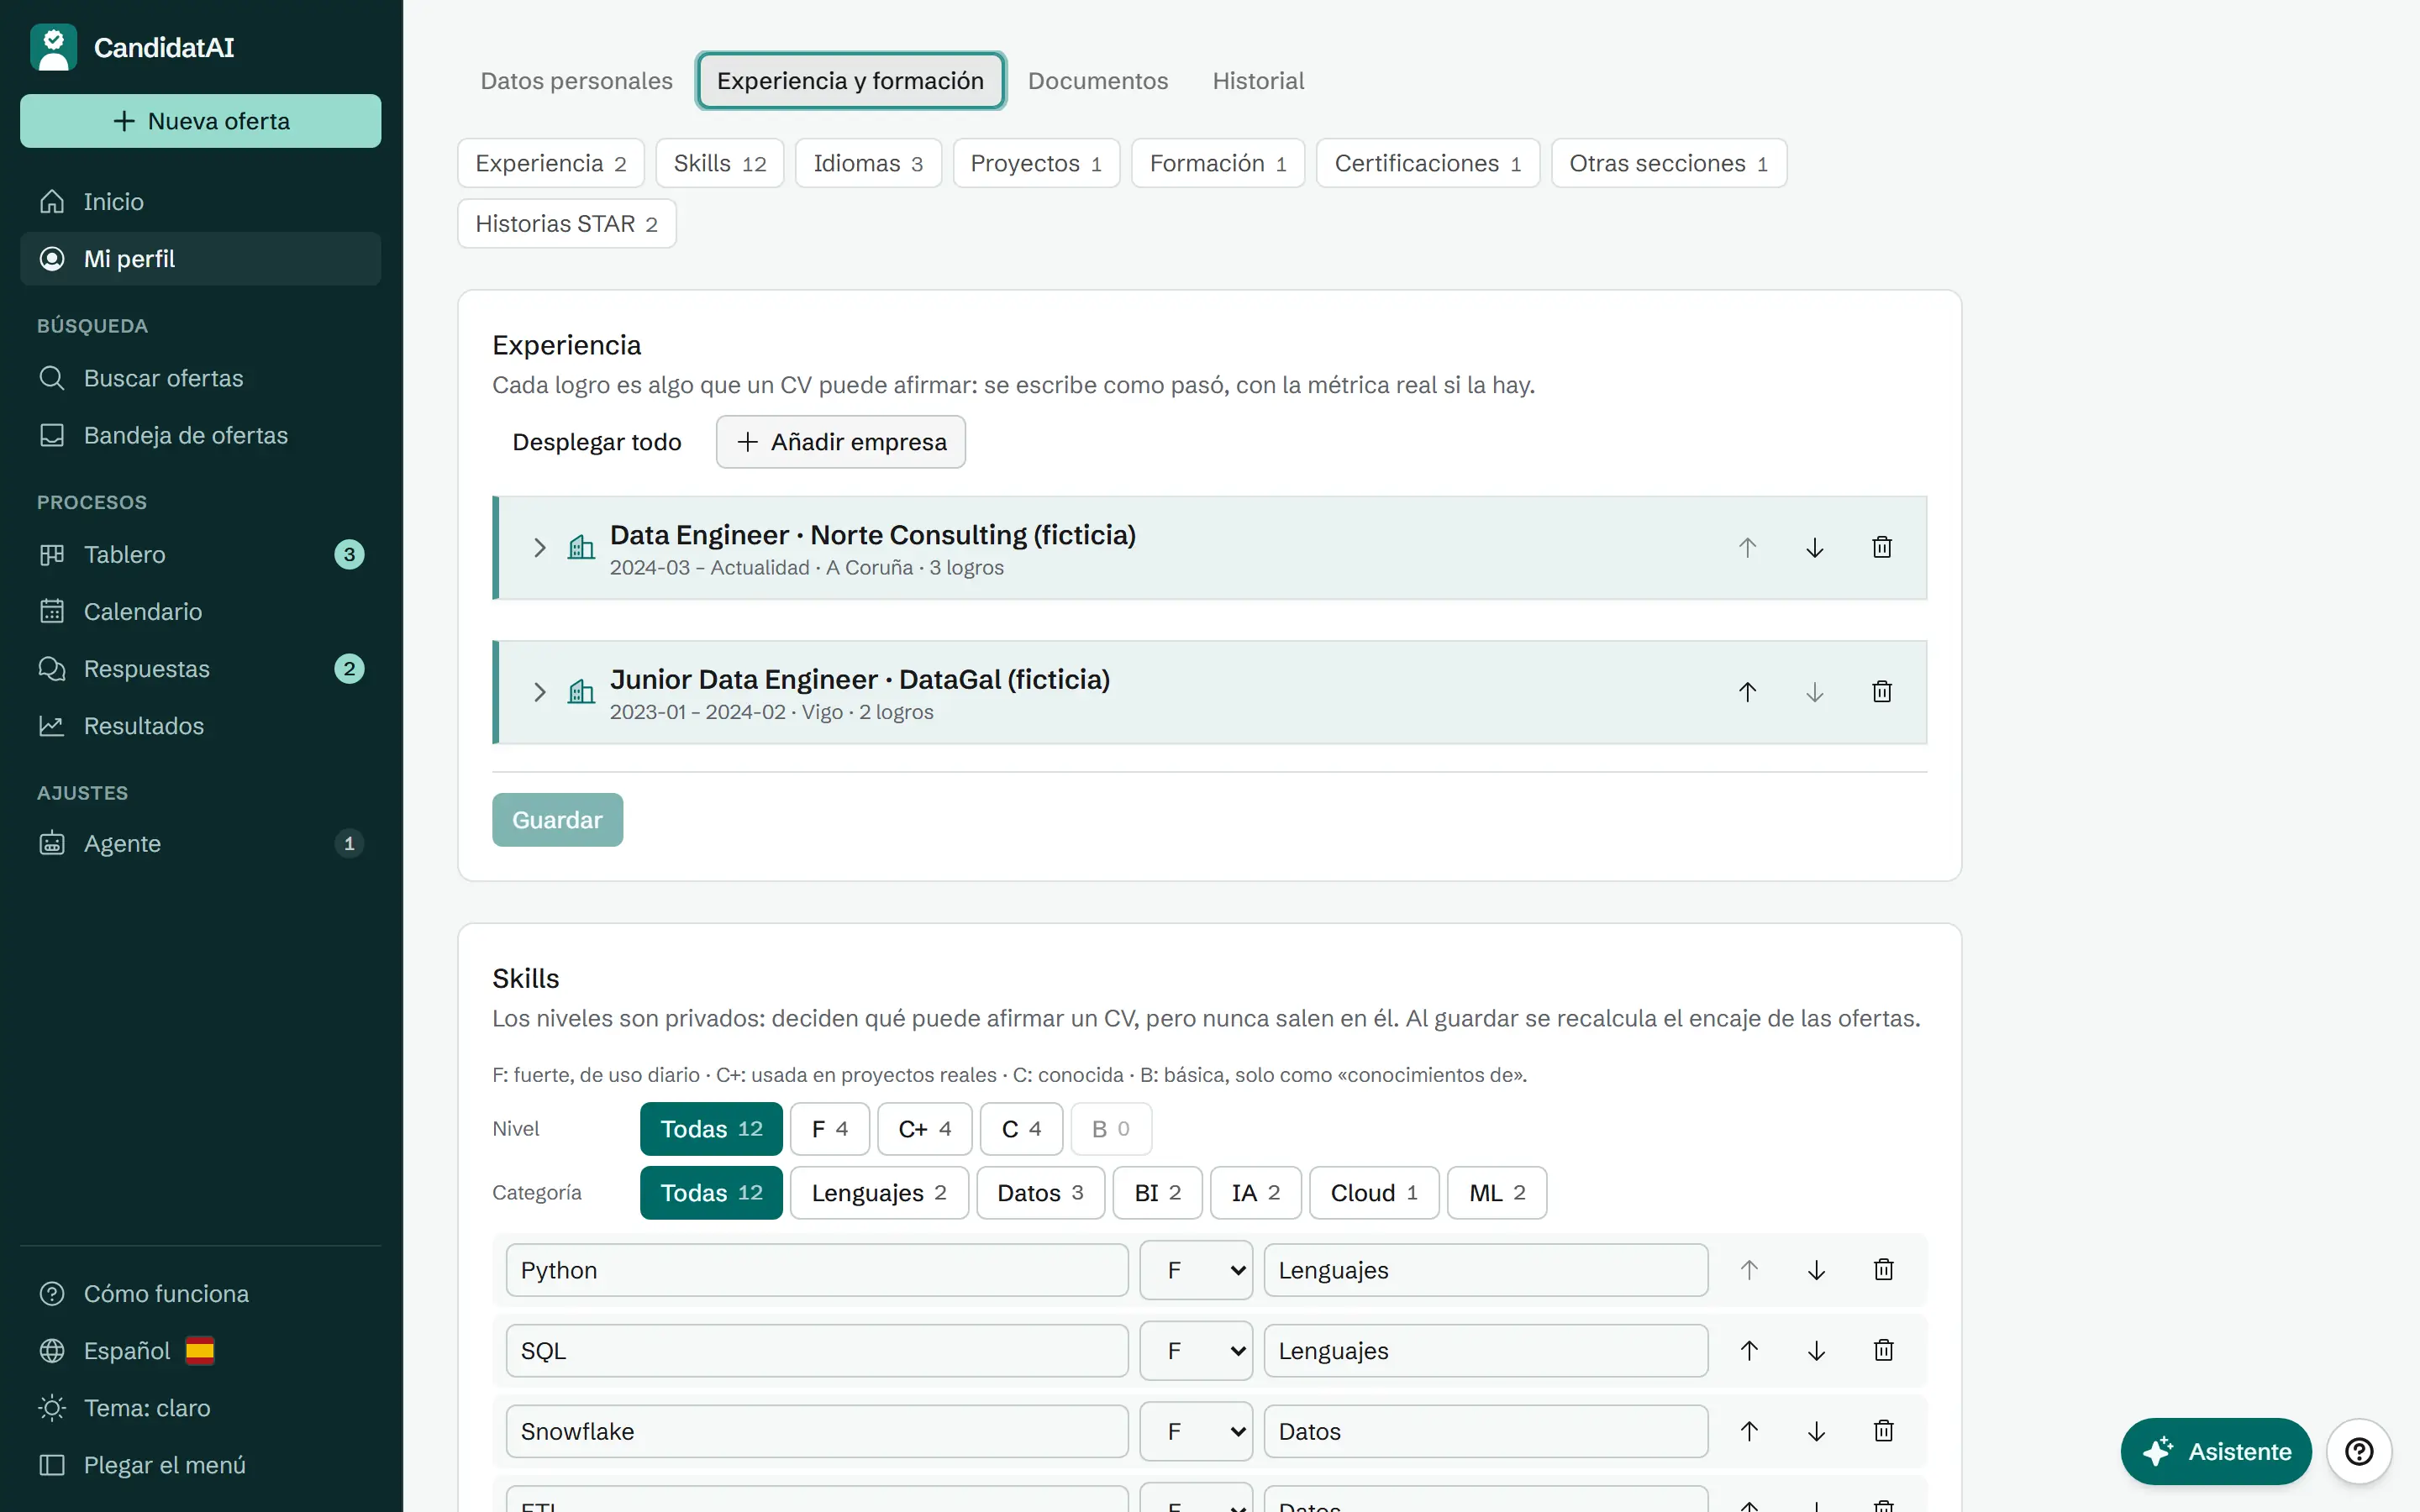 CandidatAI
Nueva oferta
Inicio
Mi perfil
BÚSQUEDA
Buscar ofertas
Bandeja de ofertas
PROCESOS
Tablero 3
Calendario
Respuestas 2
Resultados
AJUSTES
Agente 1
Cómo funciona
Español
Tema: claro
Plegar el menú
Datos personales Experiencia y formación Documentos Historial
Experiencia 2 Skills 12 Idiomas 3 Proyectos 1 Formación 1 Certificaciones 1 Otras secciones 1
Historias STAR 2
Experiencia
Cada logro es algo que un CV puede afirmar: se escribe como pasó, con la métrica real si la hay.
Desplegar todo Añadir empresa
Data Engineer · Norte Consulting (ficticia)
2024-03 – Actualidad · A Coruña · 3 logros
Junior Data Engineer · DataGal (ficticia)
2023-01 – 2024-02 · Vigo · 2 logros
Guardar
Skills
Los niveles son privados: deciden qué puede afirmar un CV, pero nunca salen en él. Al guardar se recalcula el encaje de las ofertas.
F: fuerte, de uso diario · C+: usada en proyectos reales · C: conocida · B: básica, solo como «conocimientos de».
Nivel Todas 12 F 4 C+ 4 C 4 B 0
Categoría Todas 12 Lenguajes 2 Datos 3 BI 2 IA 2 Cloud 1 ML 2
Python F Lenguajes
SQL F Lenguajes
Snowflake F Datos
ETL F Datos
Asistente